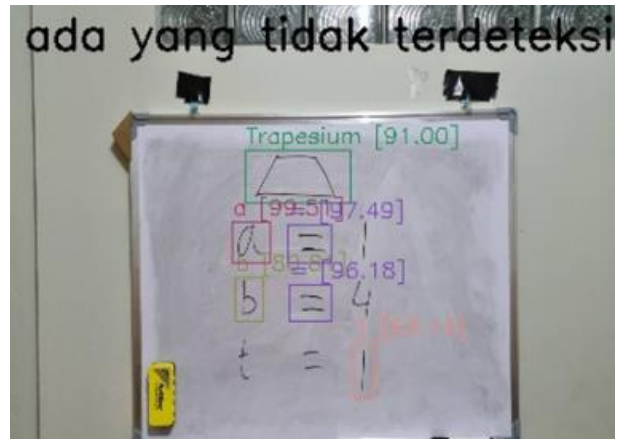 ada yang tidak terdeteksi
Trapesium [91.00]
a [99.51] = [97.49]
a = 1
= [96.18]
b = 4
t = 1